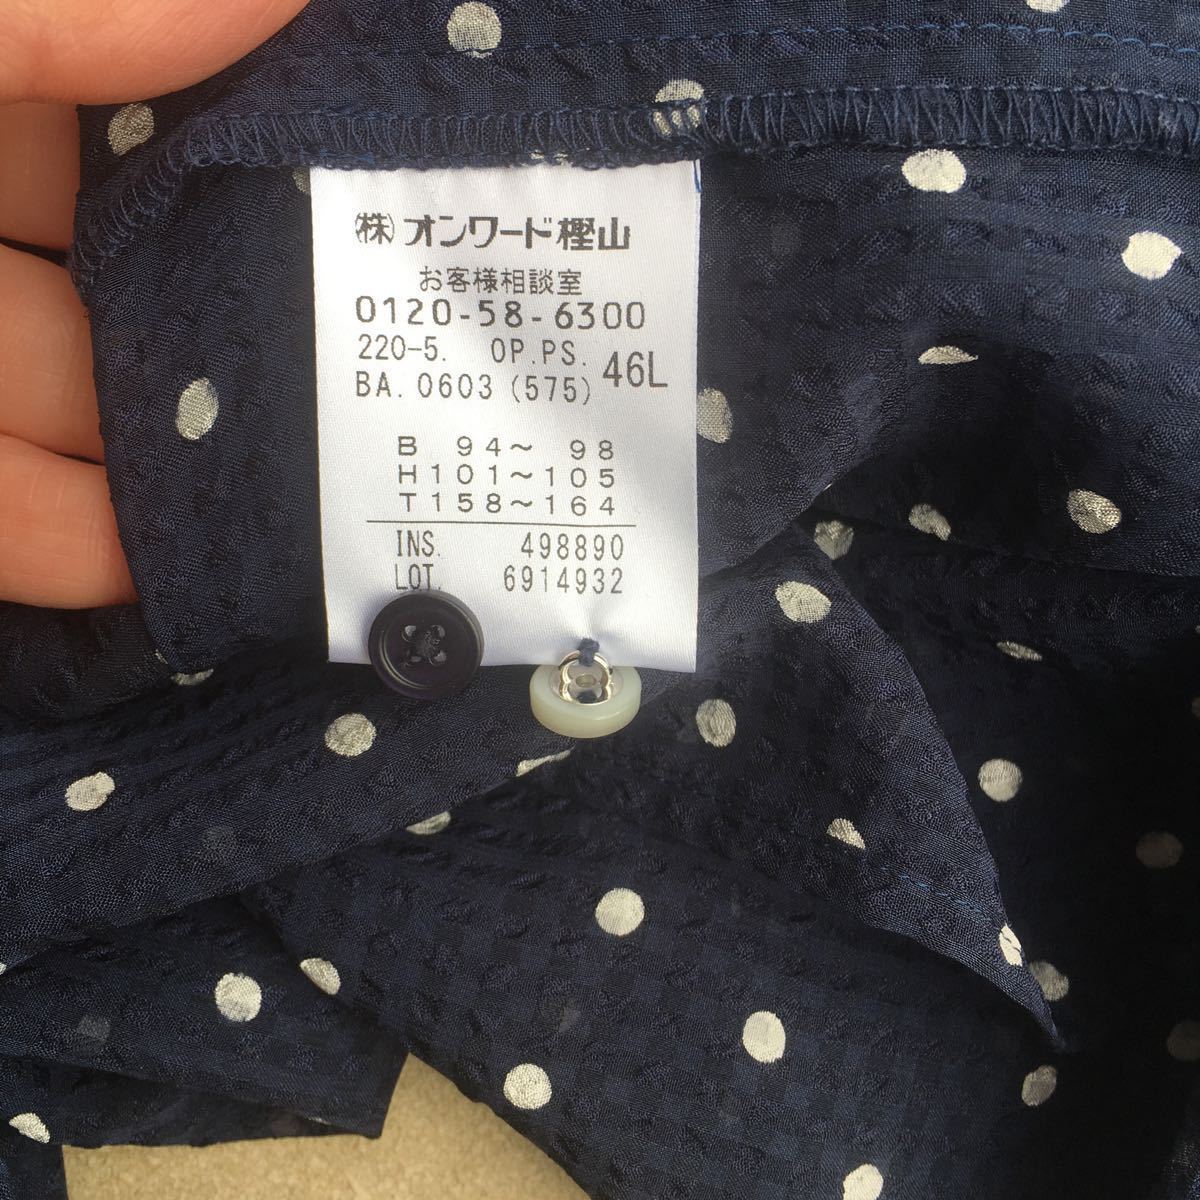 (株)オンワード樫山
お客様相談室
0120-58-6300
220-5. OP.PS. 46L
BA. 0603 (575)
B 94～ 98
H101～105
T158～164
INS. 498890
LOT. 6914932